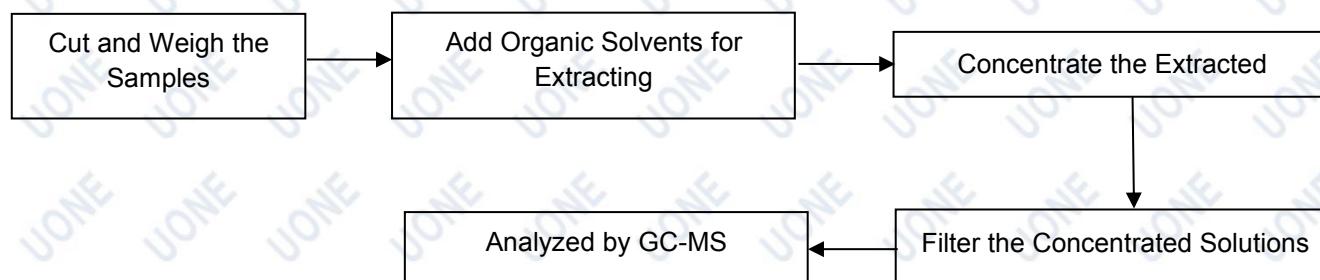 Cut and Weigh the
Samples
Add Organic Solvents for
Extracting
Concentrate the Extracted
Filter the Concentrated Solutions
Analyzed by GC-MS
UONE